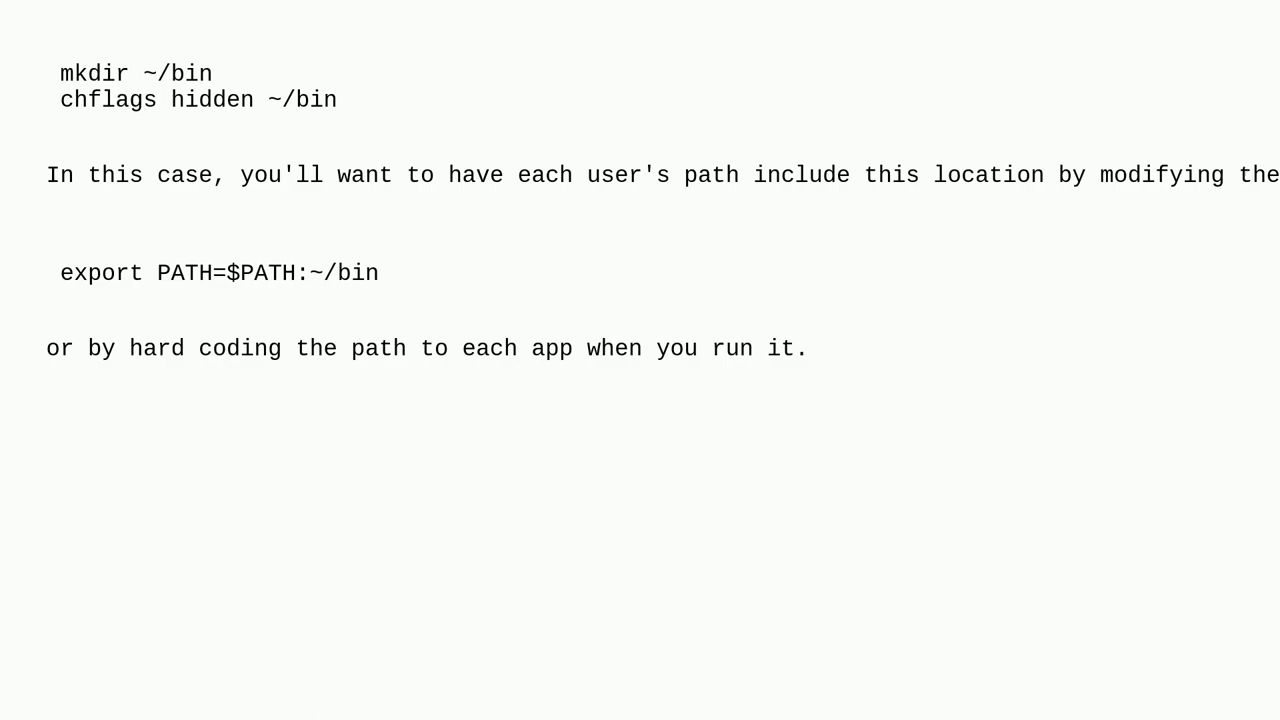 mkdir ~/bin
chflags hidden ~/bin
In this case, you'll want to have each user's path include this location by modifying the
export PATH=$PATH:~/bin
or by hard coding the path to each app when you run it.